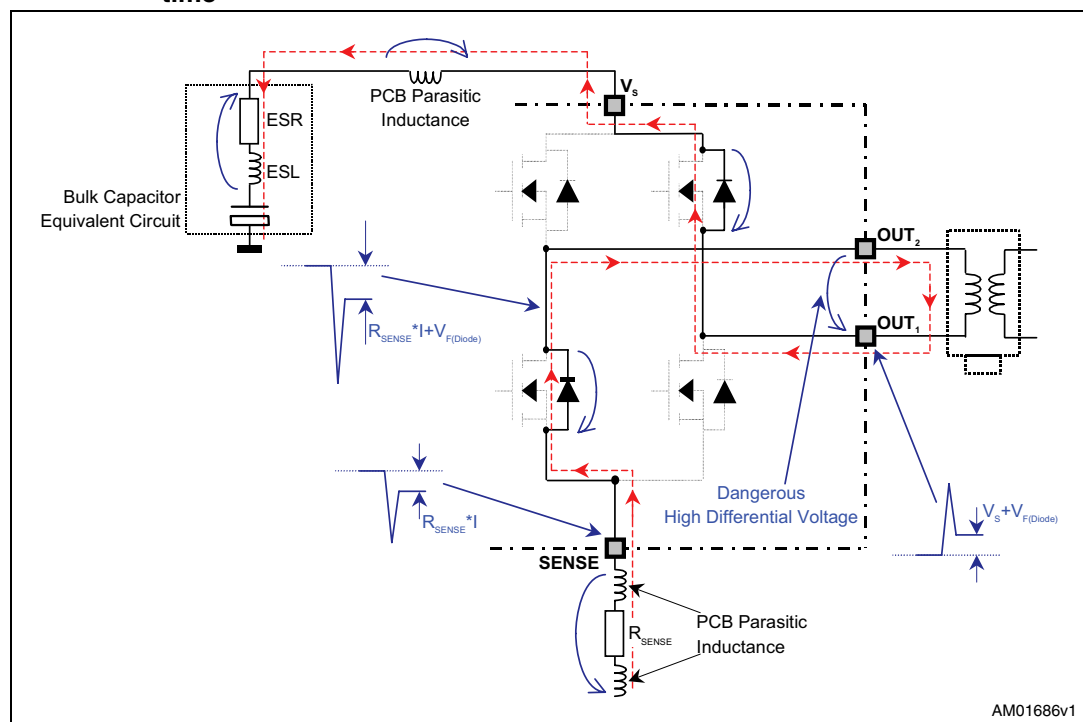 time
PCB Parasitic
Inductance
V_S
ESR
ESL
Bulk Capacitor
Equivalent Circuit
OUT_2
R_SENSE*I+V_F(Diode)
OUT_1
Dangerous
High Differential Voltage
V_S+V_F(Diode)
R_SENSE*I
SENSE
PCB Parasitic
Inductance
R_SENSE
AM01686v1